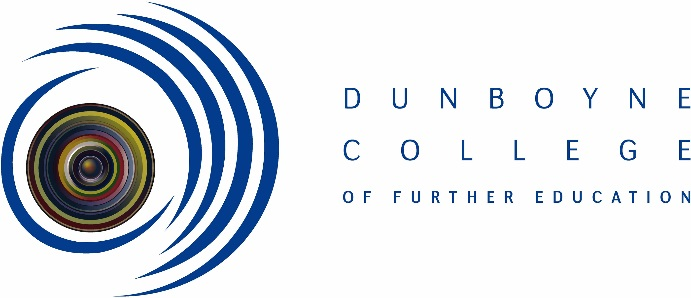 DUNBOYNE
COLLEGE
OF FURTHER EDUCATION